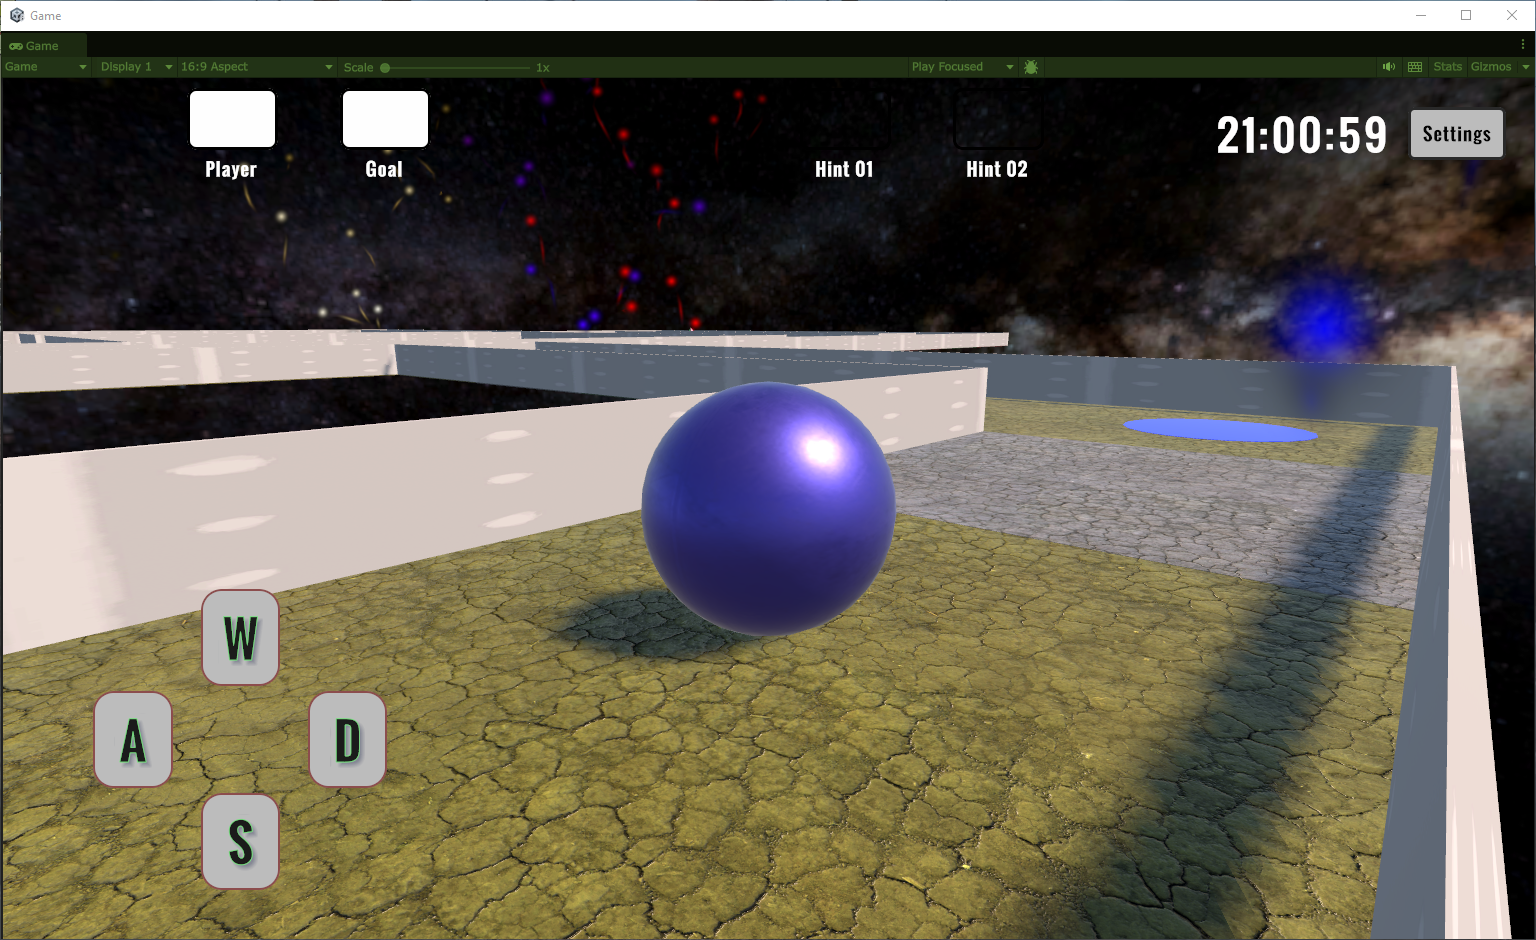 Game
Game
Game Display 1 16:9 Aspect Scale 1x Play Focused Stats Gizmos
Player Goal Hint 01 Hint 02 21:00:59 Settings
W
A D
S